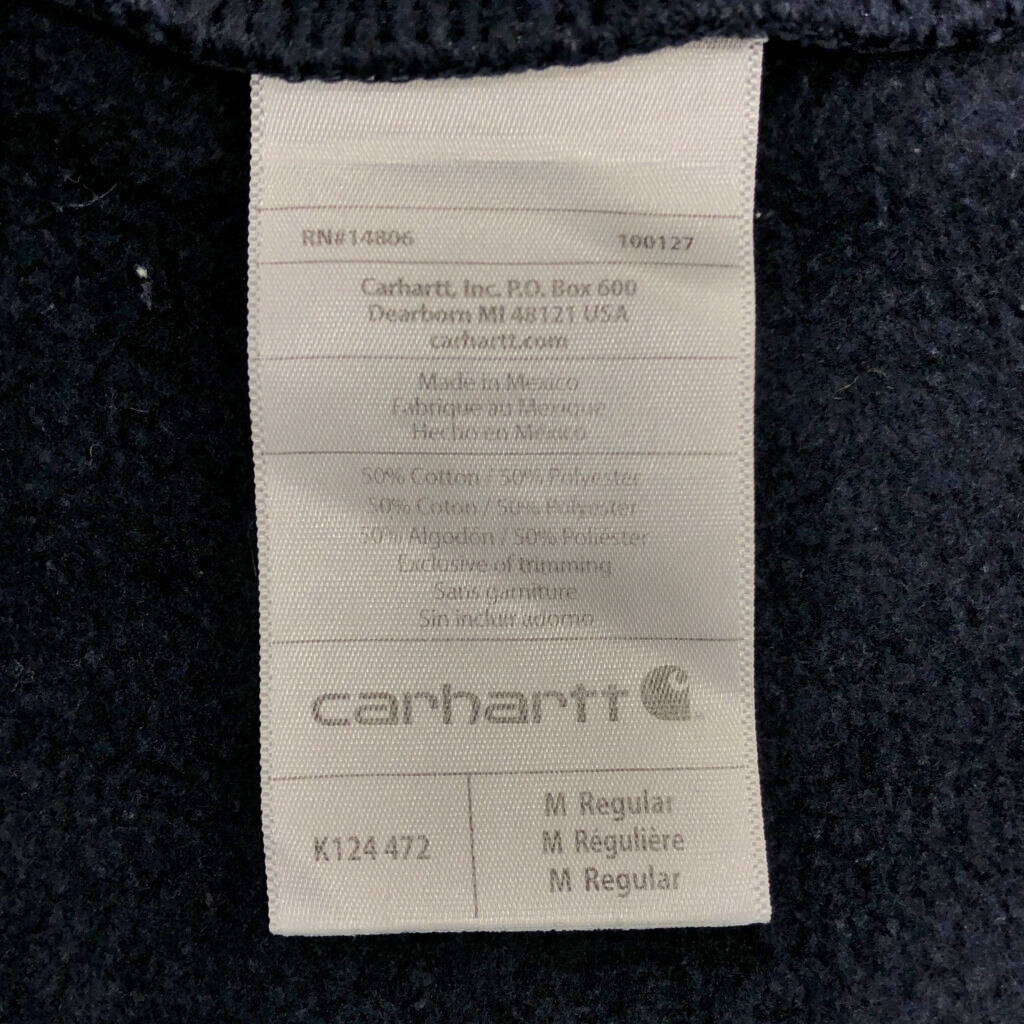 RN#14806 100127
Carhartt, Inc. P.O. Box 600
Dearborn MI 48121 USA
carhartt.com
Made in Mexico
Fabrique au Mexique
Hecho en México
50% Cotton / 50% Polyester
50% Coton / 50% Polyester
50% Algodón / 50% Poliéster
Exclusive of trimming
Sans garniture
Sin incluir adorno
carhartt
K124 472
M Regular
M Régulière
M Regular